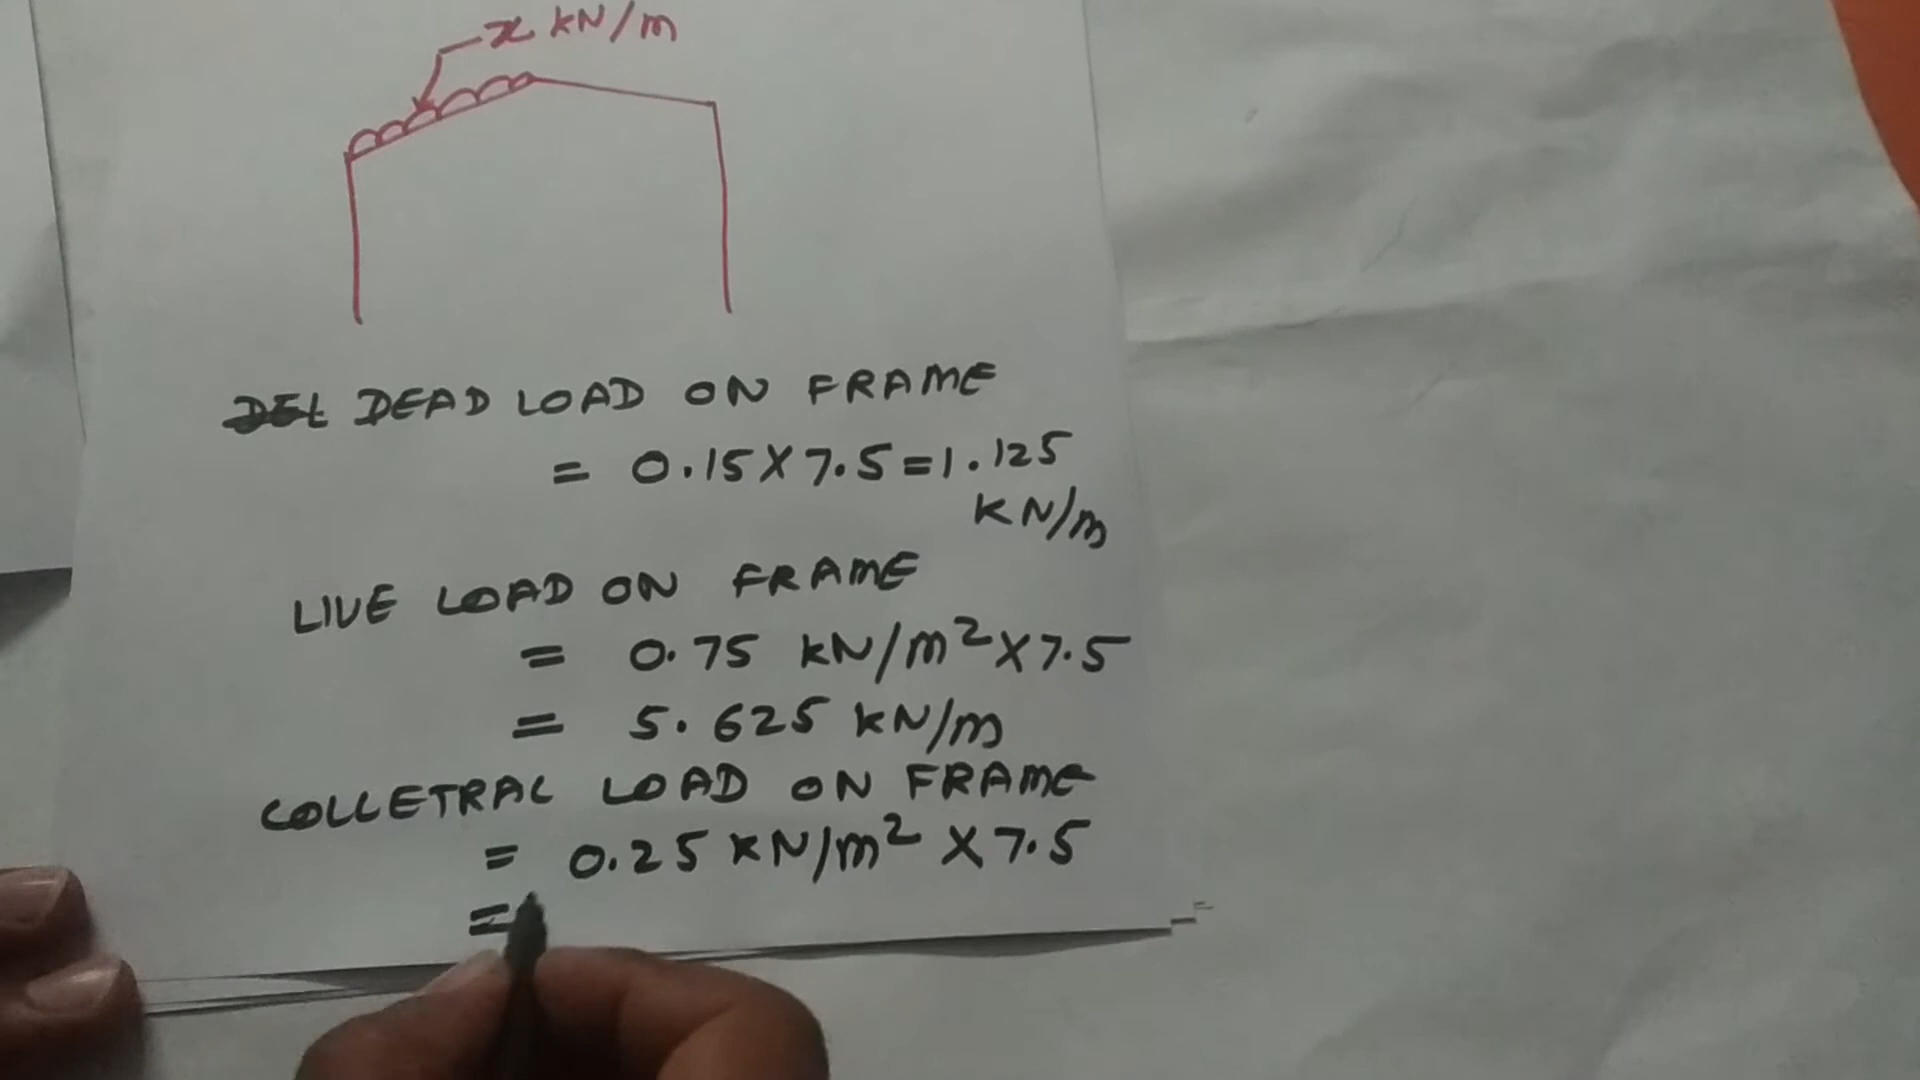 x KN/m
DEAD LOAD ON FRAME
= 0.15 X 7.5 = 1.125
KN/m
LIVE LOAD ON FRAME
= 0.75 KN/m² X 7.5
= 5.625 KN/m
COLLETRAL LOAD ON FRAME
= 0.25 KN/m² X 7.5
=